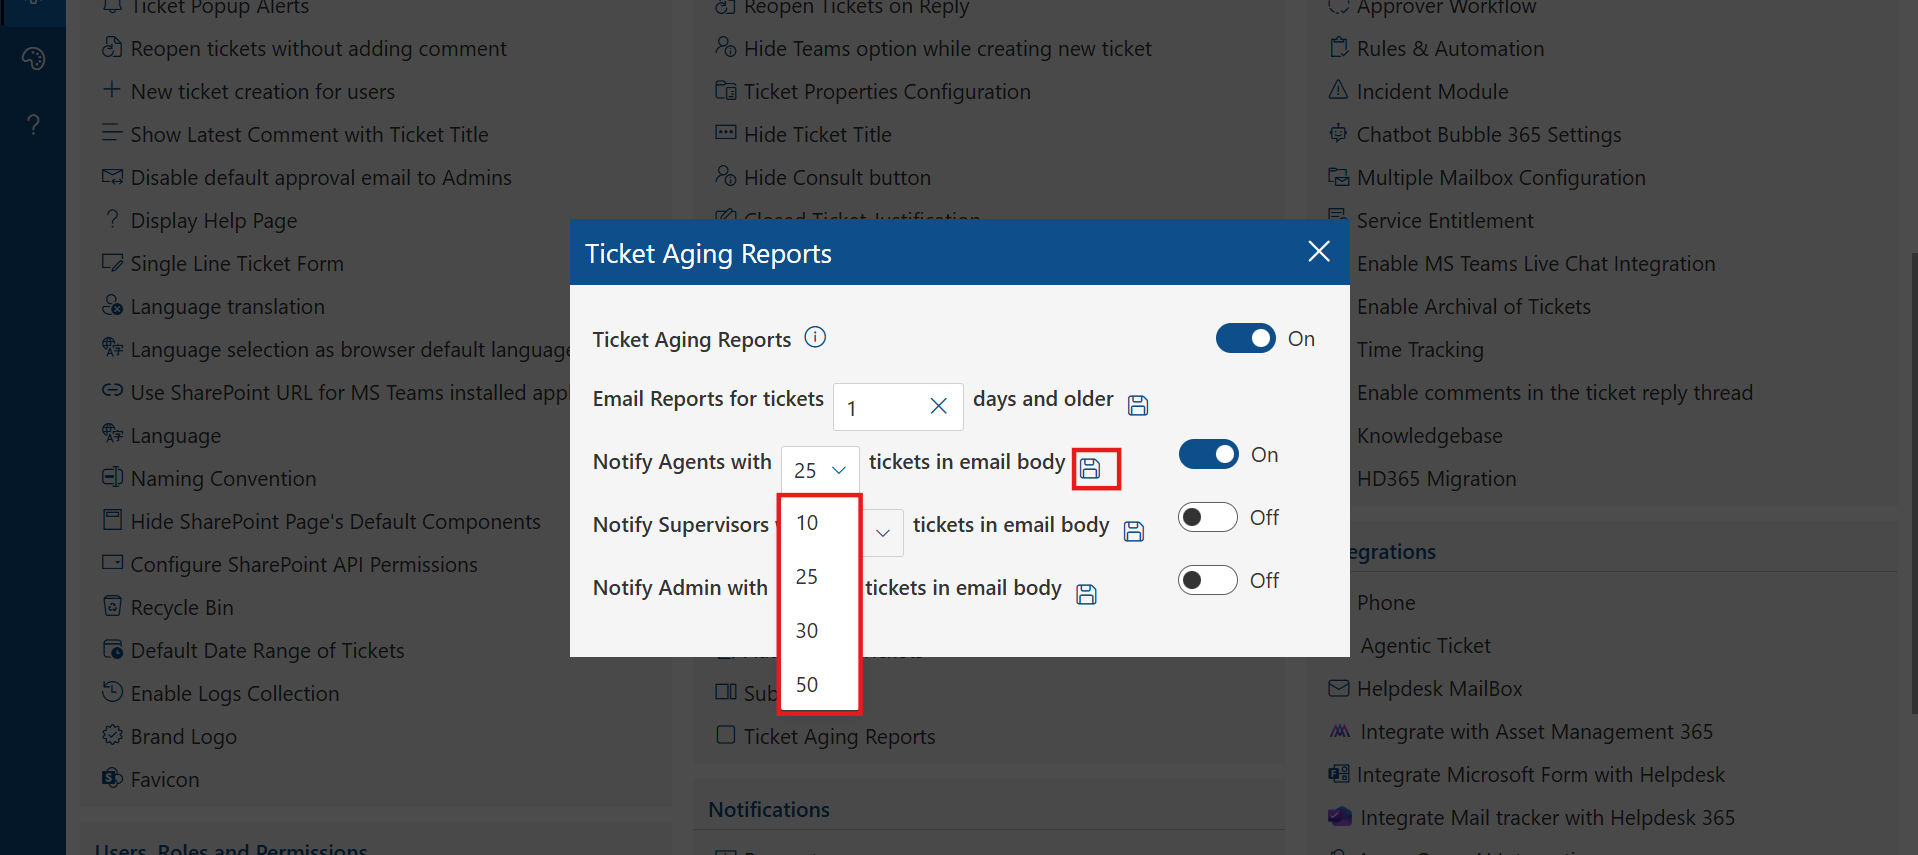 Ticket Popup Alerts
Reopen tickets without adding comment
New ticket creation for users
Show Latest Comment with Ticket Title
Disable default approval email to Admins
Display Help Page
Single Line Ticket Form
Language translation
Language selection as browser default language
Use SharePoint URL for MS Teams installed app
Language
Naming Convention
Hide SharePoint Page's Default Components
Configure SharePoint API Permissions
Recycle Bin
Default Date Range of Tickets
Enable Logs Collection
Brand Logo
Favicon
Users, Roles and Permissions
Reopen Tickets on Reply
Hide Teams option while creating new ticket
Ticket Properties Configuration
Hide Ticket Title
Hide Consult button
Closed Ticket Justification
Ticket Aging Reports
Ticket Aging Reports On
Email Reports for tickets 1 days and older
Notify Agents with 25 tickets in email body On
Notify Supervisors tickets in email body Off
Notify Admin with tickets in email body Off
10
25
30
50
Sub
Ticket Aging Reports
Notifications
Approver Workflow
Rules & Automation
Incident Module
Chatbot Bubble 365 Settings
Multiple Mailbox Configuration
Service Entitlement
Enable MS Teams Live Chat Integration
Enable Archival of Tickets
Time Tracking
Enable comments in the ticket reply thread
Knowledgebase
HD365 Migration
egrations
Phone
Agentic Ticket
Helpdesk MailBox
Integrate with Asset Management 365
Integrate Microsoft Form with Helpdesk
Integrate Mail tracker with Helpdesk 365